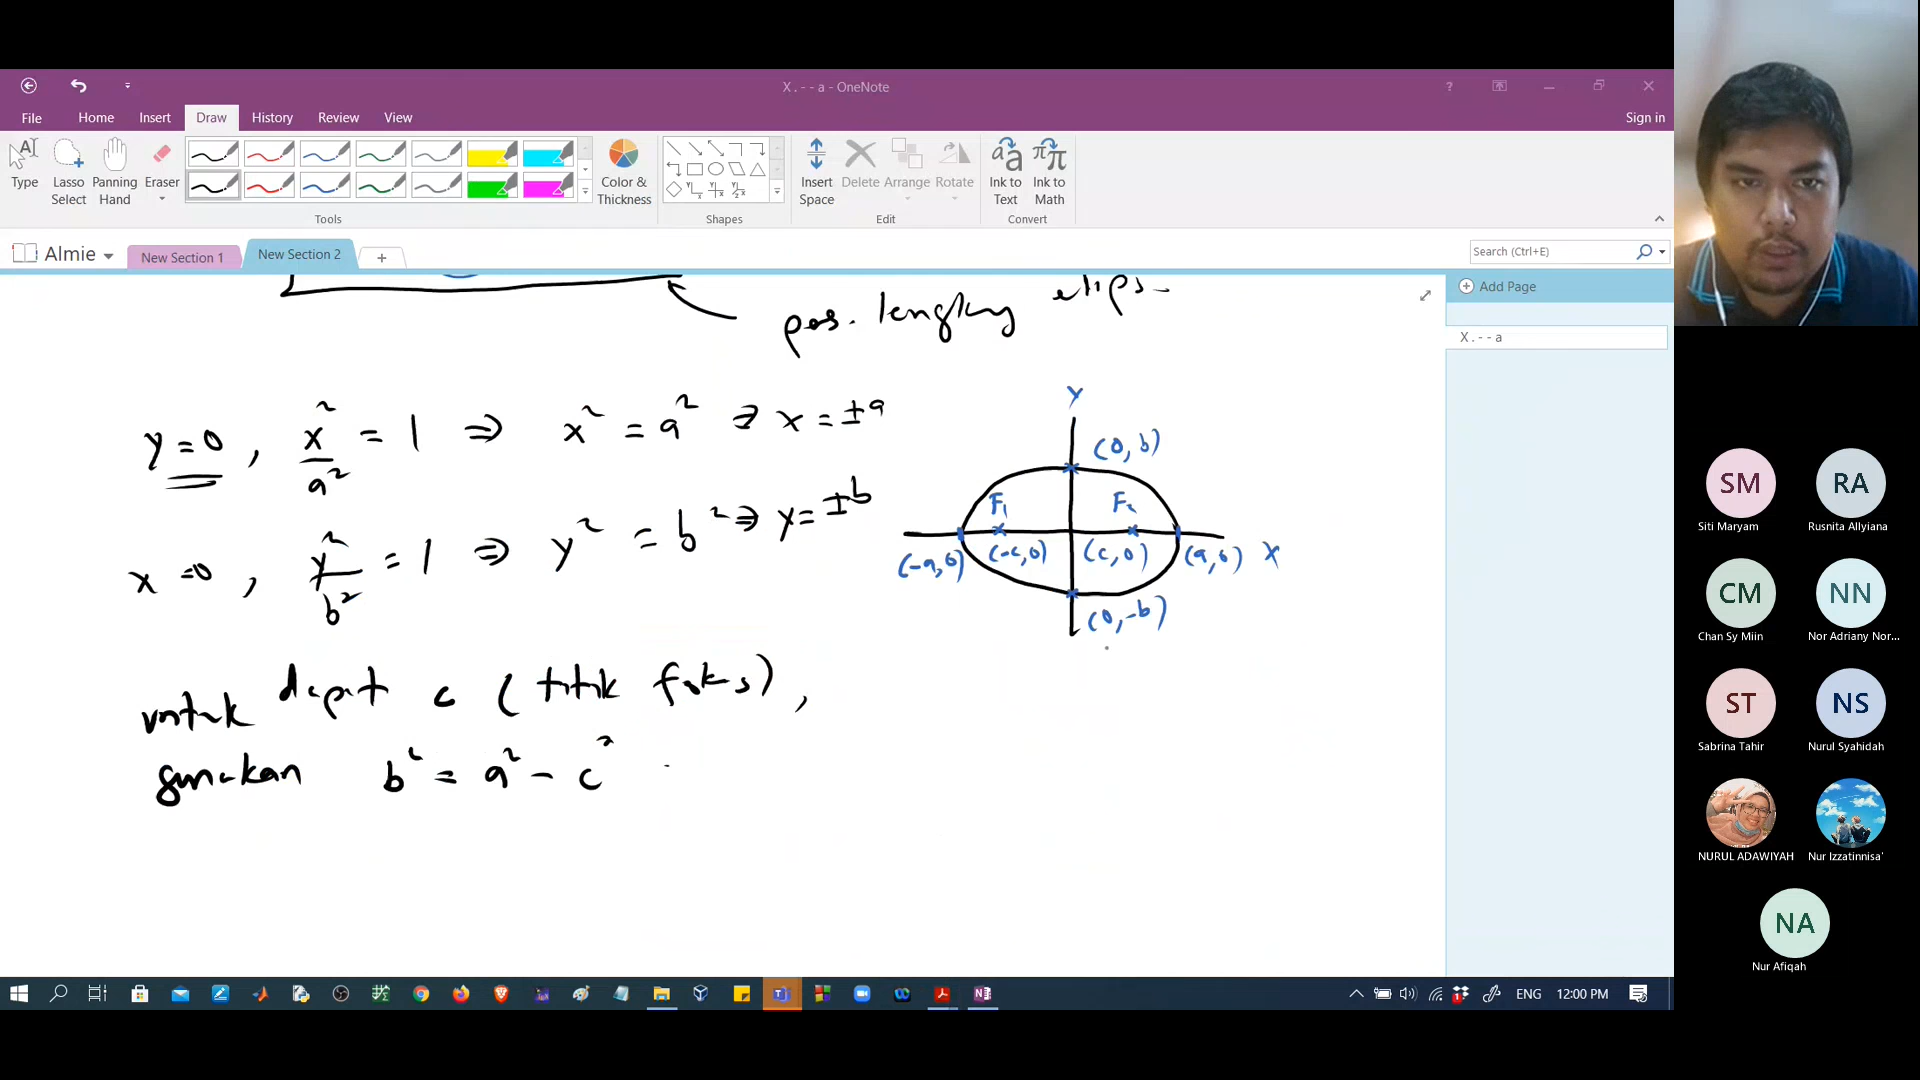 X . - - a - OneNote
?
File Home Insert Draw History Review View
Sign in
Type
Lasso Select
Panning Hand
Eraser
Color & Thickness
Insert Space
Delete
Arrange
Rotate
Ink to Text
Ink to Math
Tools
Shapes
Edit
Convert
Almie
New Section 1
New Section 2
+
Search (Ctrl+E)
Add Page
X . - - a
pers. lengkung elips
y = 0 , x²/a² = 1 ⇒ x² = a² ⇒ x = ±a
x = 0 , y²/b² = 1 ⇒ y² = b² ⇒ y = ±b
untuk dapat c (titik fokus),
gunakan b² = a² - c²
Y
(0, b)
F₁ F₂
(-a, 0) (-c, 0) (c, 0) (a, 0) X
(0, -b)
SM
Siti Maryam
RA
Rusnita Allyiana
CM
Chan Sy Miin
NN
Nor Adriany Nor...
ST
Sabrina Tahir
NS
Nurul Syahidah
NURUL ADAWIYAH
Nur Izzatinnisa'
NA
Nur Afiqah
ENG
12:00 PM